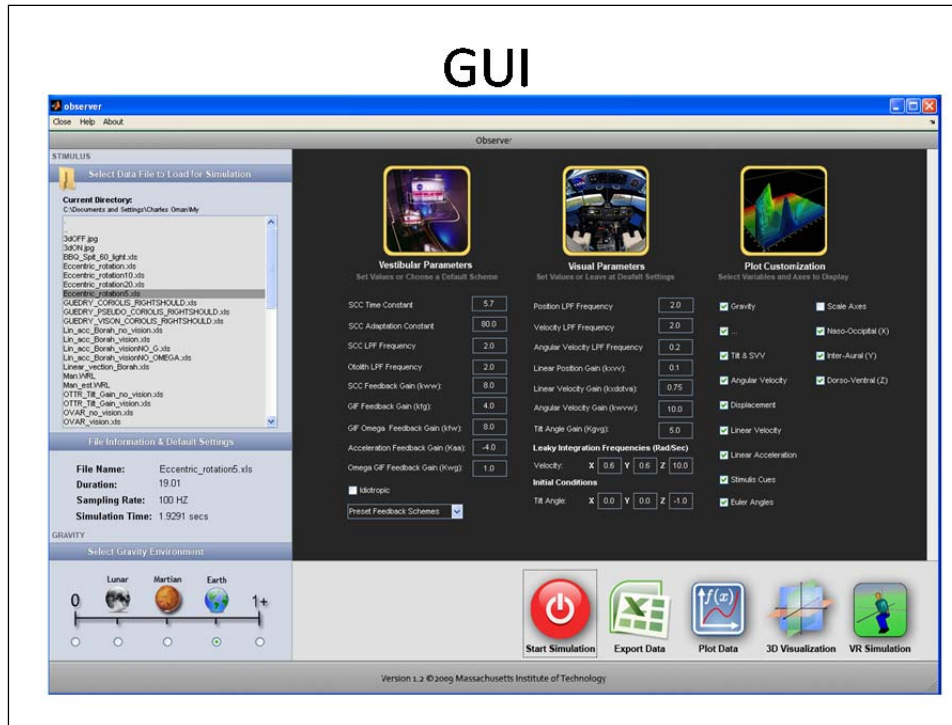 GUI
observer
Close Help About
Observer
STIMULUS
Select Data File to Load for Simulation
Current Directory:
C:\Documents and Settings\Charles Oman\My
.
..
3dOFF.jpg
3dON.jpg
BBQ_Spit_60_light.xls
Eccentric_rotation.xls
Eccentric_rotation10.xls
Eccentric_rotation20.xls
Eccentric_rotation5.xls
GUEDRY_CORIOLIS_RIGHTSHOULD.xls
GUEDRY_PSEUDO_CORIOLIS_RIGHTSHOULD.xls
GUEDRY_VISON_CORIOLIS_RIGHTSHOULD.xls
Lin_acc_Borah_no_vision.xls
Lin_acc_Borah_vision.xls
Lin_acc_Borah_visionNO_G.xls
Lin_acc_Borah_visionNO_OMEGA.xls
Linear_vection_Borah.xls
Man.WRL
Man_est.WRL
OTTR_Tilt_Gain_no_vision.xls
OTTR_Tilt_Gain_vision.xls
OVAR_no_vision.xls
OVAR_vision.xls
File Information & Default Settings
File Name: Eccentric_rotation5.xls
Duration: 19.01
Sampling Rate: 100 HZ
Simulation Time: 1.9291 secs
GRAVITY
Select Gravity Environment
Lunar Martian Earth
0 1+
Vestibular Parameters
Set Values or Choose a Default Scheme
SCC Time Constant 5.7
SCC Adaptation Constant 80.0
SCC LPF Frequency 2.0
Otolith LPF Frequency 2.0
SCC Feedback Gain (kww): 8.0
GIF Feedback Gain (kfg): 4.0
GIF Omega Feedback Gain (kfw): 8.0
Acceleration Feedback Gain (Kaa): -4.0
Omega GIF Feedback Gain (Kwg): 1.0
Idiotropic
Preset Feedback Schemes
Visual Parameters
Set Values or Leave at Deafelt Settings
Position LPF Frequency 2.0
Velocity LPF Frequency 2.0
Angular Velocity LPF Frequency 0.2
Linear Position Gain (kxvv): 0.1
Linear Velocity Gain (kxdotva): 0.75
Angular Velocity Gain (kwvw): 10.0
Tilt Angle Gain (Kgvg): 5.0
Leaky Integration Frequencies (Rad/Sec)
Velocity: X 0.6 Y 0.6 Z 10.0
Initial Conditions
Tilt Angle: X 0.0 Y 0.0 Z -1.0
Plot Customization
Select Variables and Axes to Display
Gravity Scale Axes
... Naso-Occipital (X)
Tilt & SVV Inter-Aural (Y)
Angular Velocity Dorso-Ventral (Z)
Displacement
Linear Velocity
Linear Acceleration
Stimulis Cues
Euler Angles
f(x)
Start Simulation Export Data Plot Data 3D Visualization VR Simulation
Version 1.2 ©2009 Massachusetts Institute of Technology